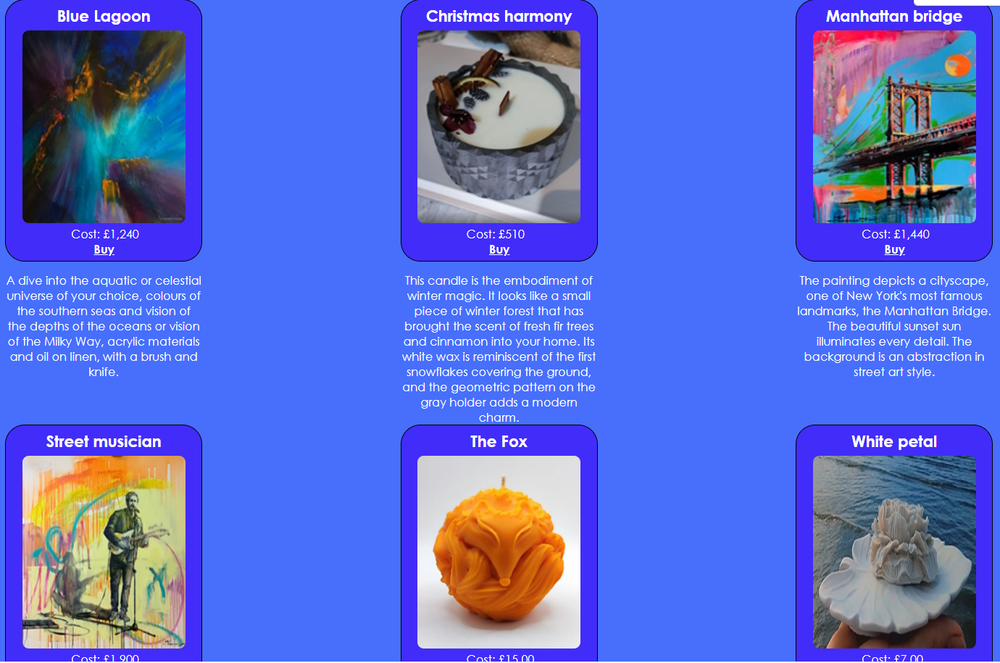 Blue Lagoon
Christmas harmony
Manhattan bridge
Cost: £1,240
Buy
Cost: £510
Buy
Cost: £1,440
Buy
A dive into the aquatic or celestial
universe of your choice, colours of
the southern seas and vision of
the depths of the oceans or vision
of the Milky Way, acrylic materials
and oil on linen, with a brush and
knife.
This candle is the embodiment of
winter magic. It looks like a small
piece of winter forest that has
brought the scent of fresh fir trees
and cinnamon into your home. Its
white wax is reminiscent of the first
snowflakes covering the ground,
and the geometric pattern on the
gray holder adds a modern
charm.
The painting depicts a cityscape,
one of New York's most famous
landmarks, the Manhattan Bridge.
The beautiful sunset sun
illuminates every detail. The
background is an abstraction in
street art style.
Street musician
The Fox
White petal
Cost: £1,900
Cost: £15.00
Cost: £7.00